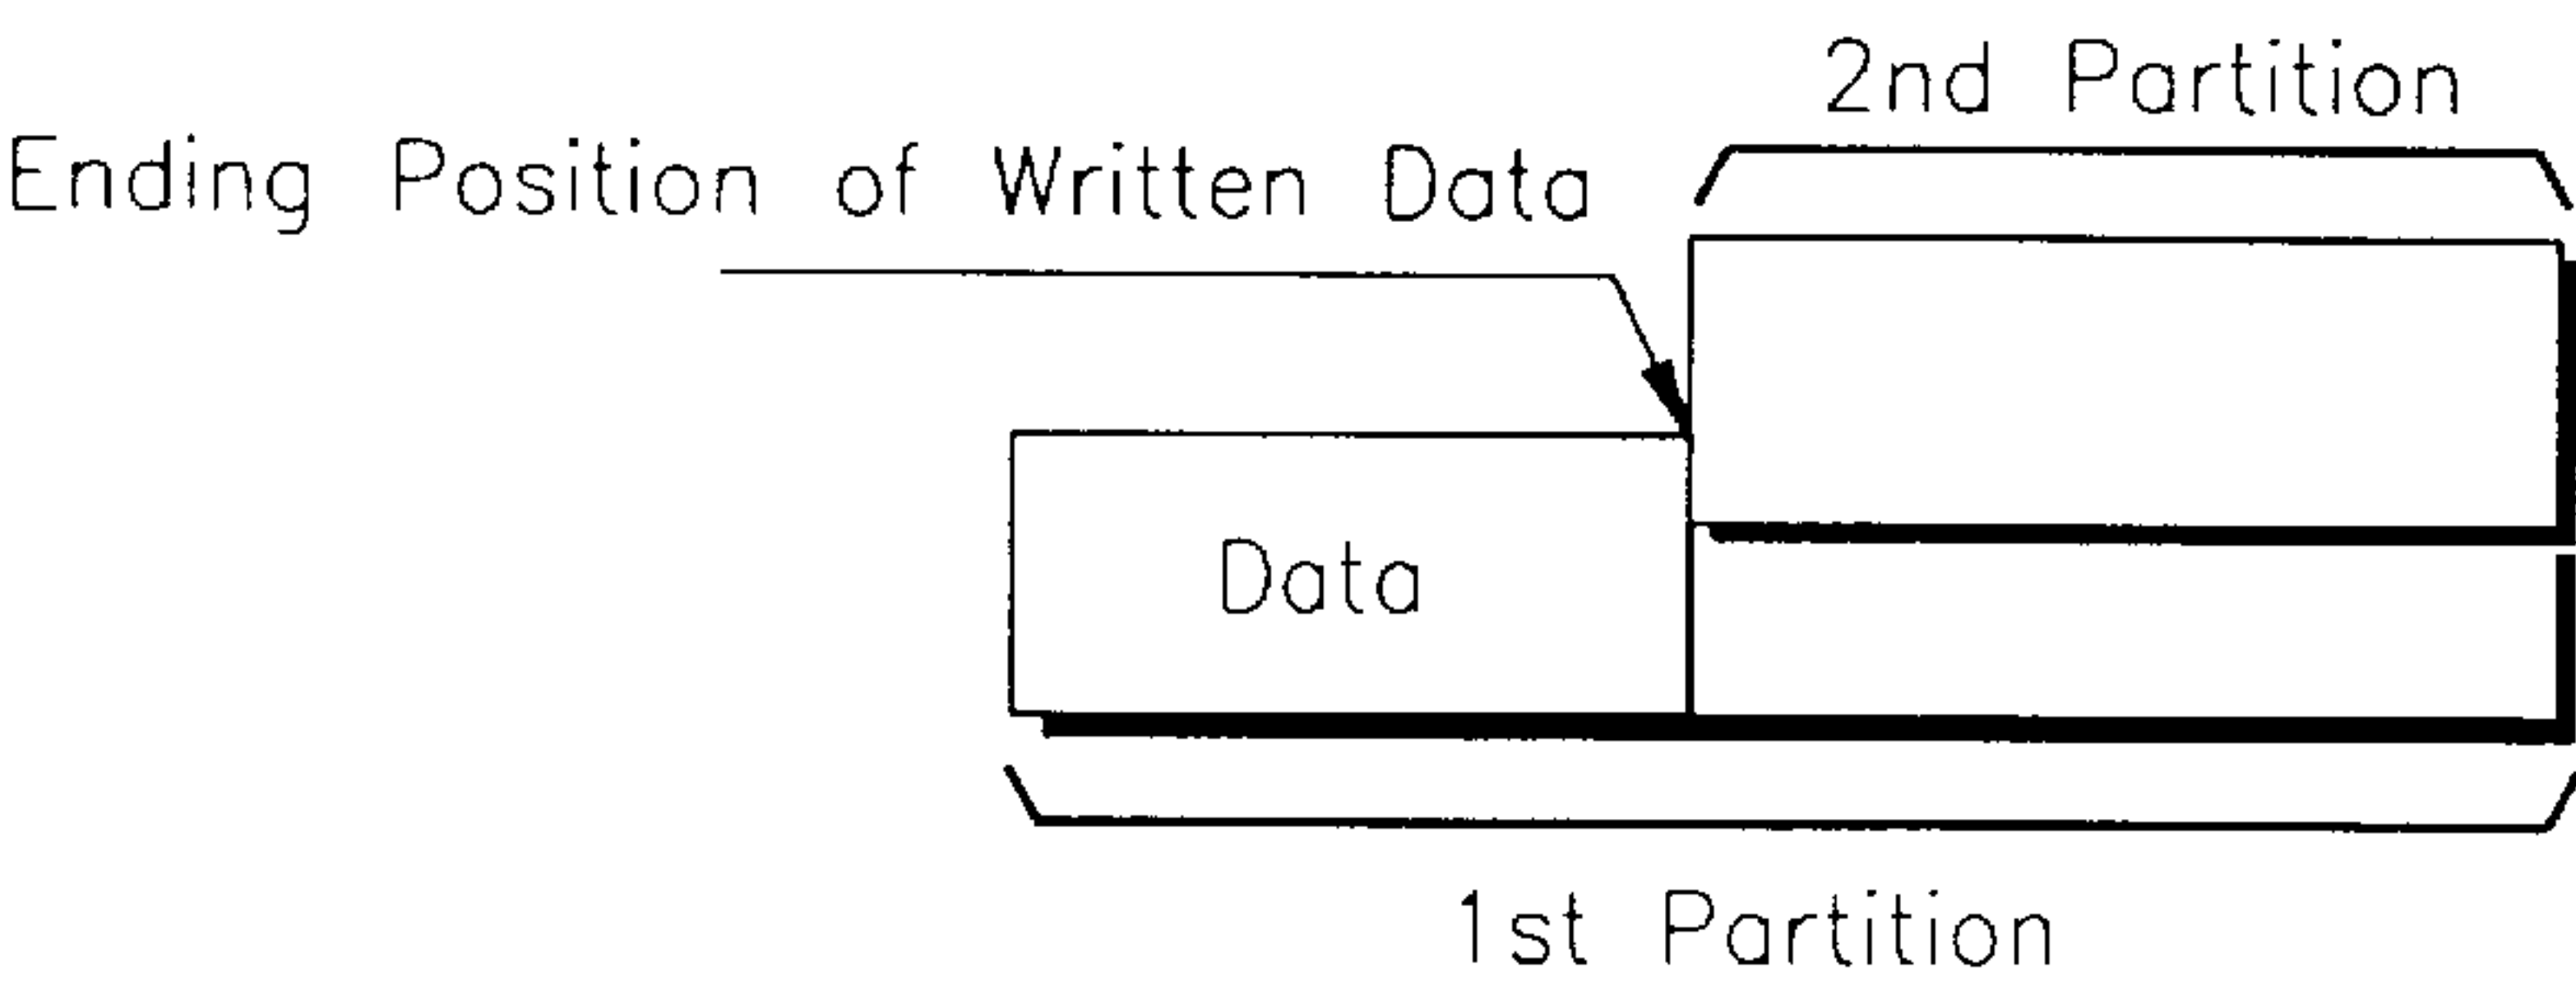 2nd Partition
Ending Position of Written Data
Data
1st Partition